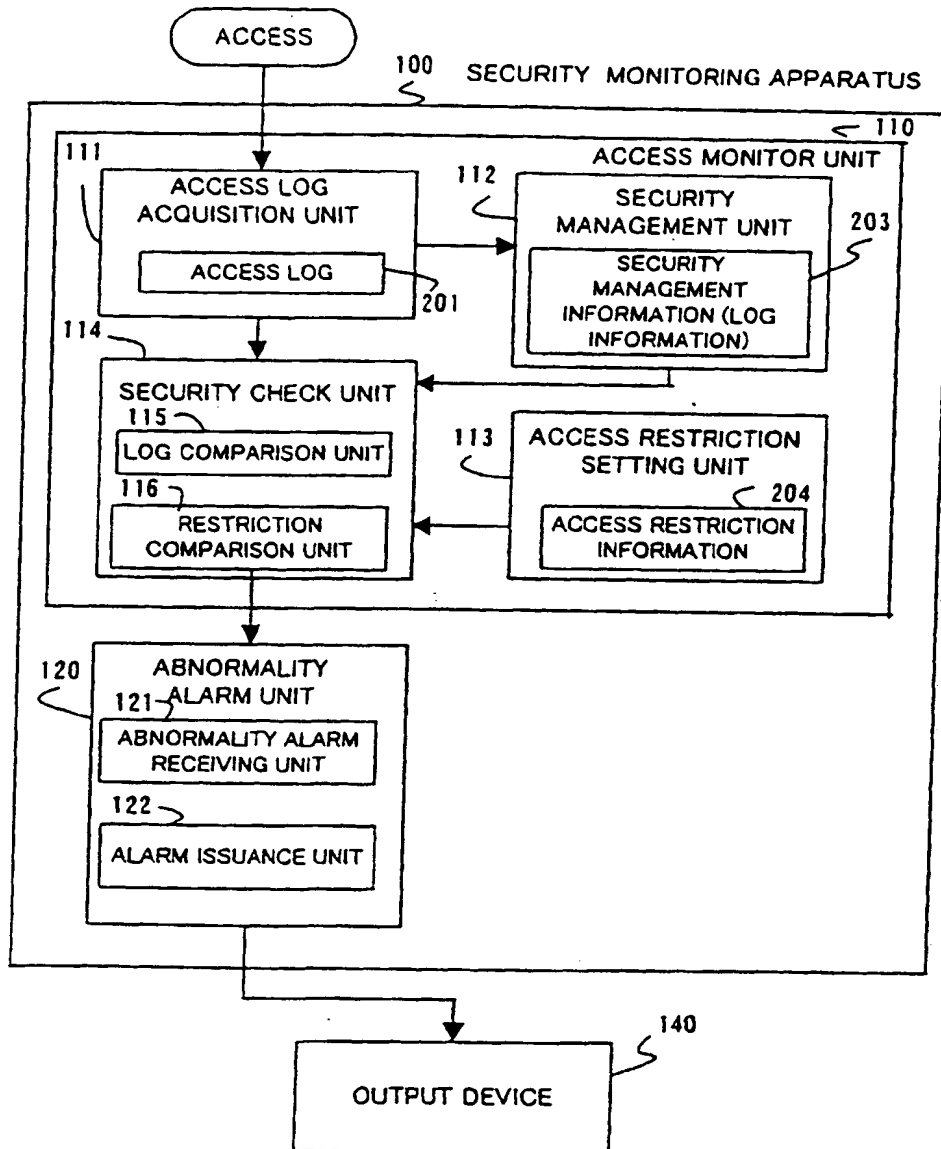 ACCESS
100
SECURITY MONITORING APPARATUS
110
ACCESS MONITOR UNIT
111
ACCESS LOG
ACQUISITION UNIT
ACCESS LOG
201
112
SECURITY
MANAGEMENT UNIT
203
SECURITY
MANAGEMENT
INFORMATION (LOG
INFORMATION)
114
SECURITY CHECK UNIT
115
LOG COMPARISON UNIT
116
RESTRICTION
COMPARISON UNIT
113
ACCESS RESTRICTION
SETTING UNIT
204
ACCESS RESTRICTION
INFORMATION
120
ABNORMALITY
ALARM UNIT
121
ABNORMALITY ALARM
RECEIVING UNIT
122
ALARM ISSUANCE UNIT
140
OUTPUT DEVICE